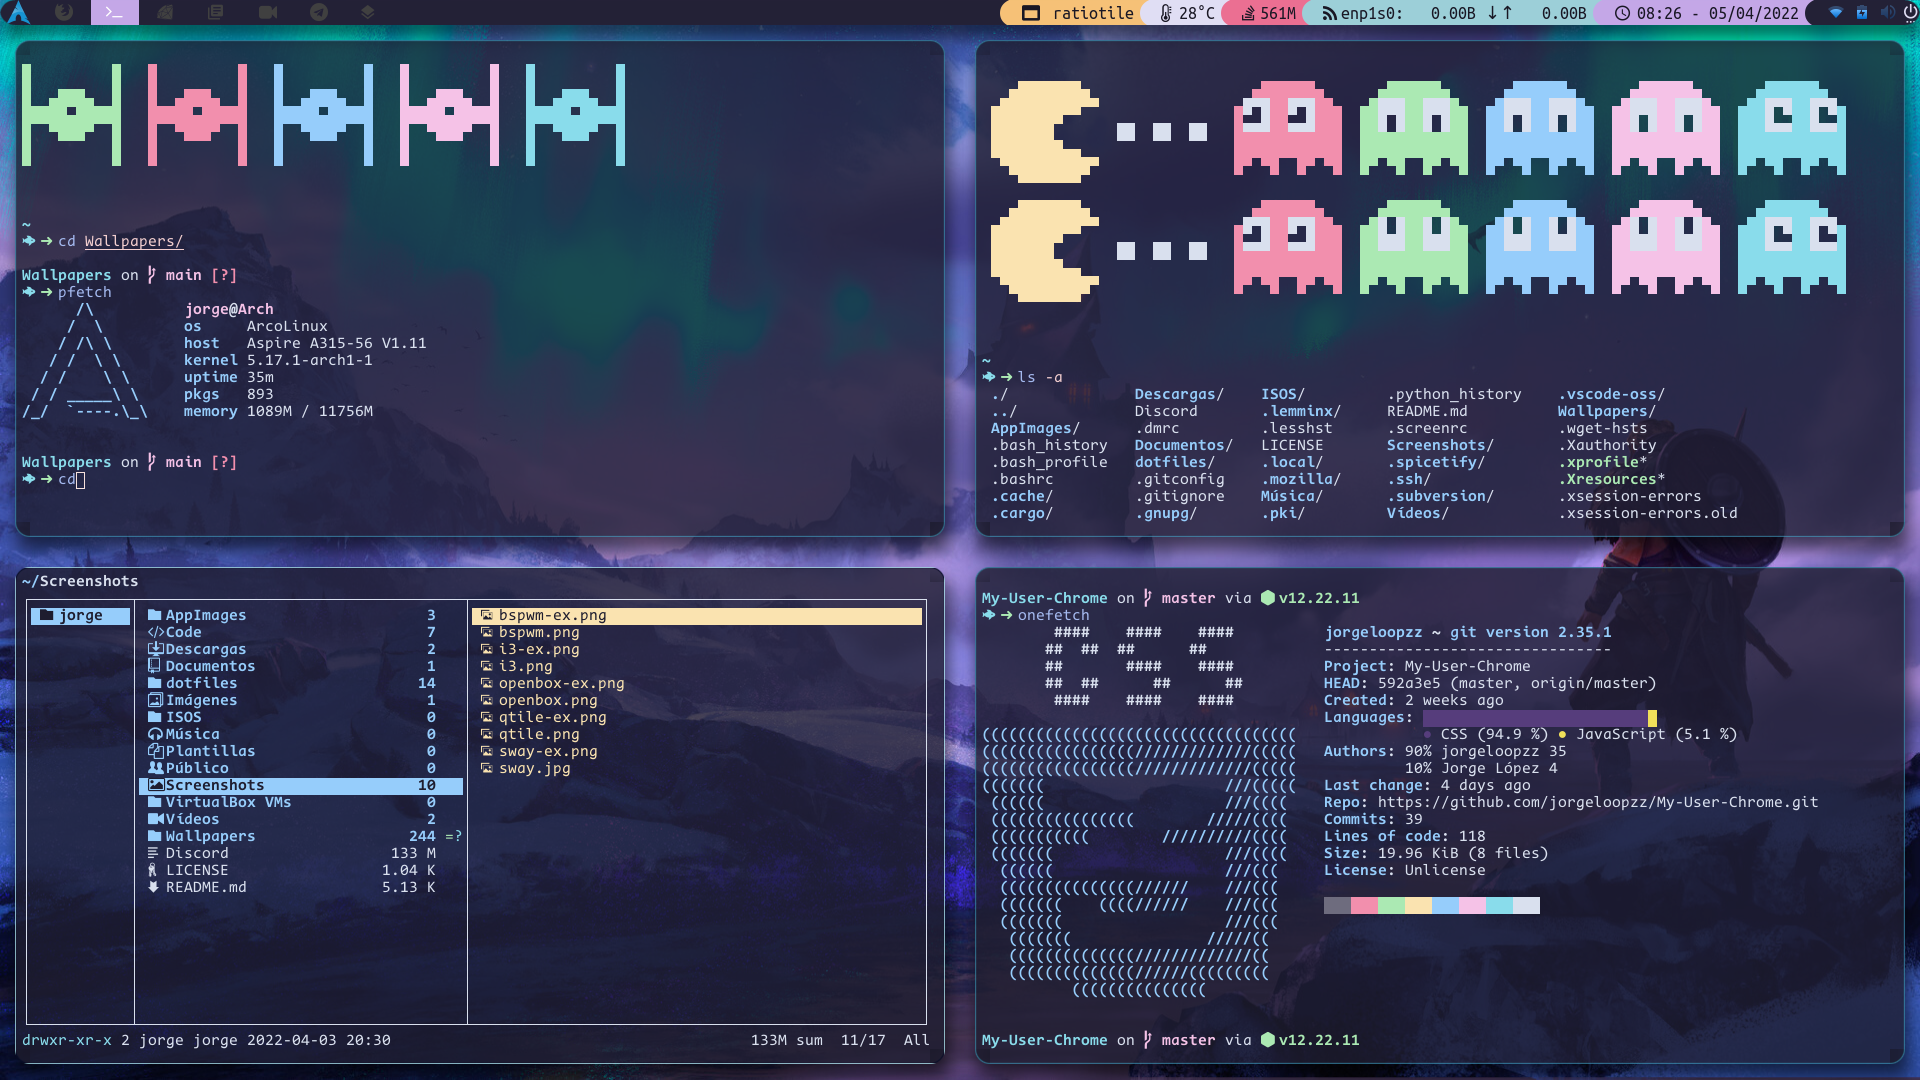 >_ ratiotile 28°C 561M enp1s0: 0.00B ↓↑ 0.00B 08:26 - 05/04/2022
~
➜ cd Wallpapers/
Wallpapers on main [?]
➜ pfetch
/\ jorge@Arch
/ \ os ArcoLinux
/ /\ \ host Aspire A315-56 V1.11
/ / \ \ kernel 5.17.1-arch1-1
/ / \ \ uptime 35m
/ / _____\ \ pkgs 893
/_/ `----.\_\ memory 1089M / 11756M
Wallpapers on main [?]
➜ cd
~
➜ ls -a
./ Descargas/ ISOS/ .python_history .vscode-oss/
../ Discord .lemminx/ README.md Wallpapers/
AppImages/ .dmrc .lesshst .screenrc .wget-hsts
.bash_history Documentos/ LICENSE Screenshots/ .Xauthority
.bash_profile dotfiles/ .local/ .spicetify/ .xprofile*
.bashrc .gitconfig .mozilla/ .ssh/ .Xresources*
.cache/ .gitignore Música/ .subversion/ .xsession-errors
.cargo/ .gnupg/ .pki/ Vídeos/ .xsession-errors.old
~/Screenshots
jorge AppImages 3 bspwm-ex.png
</>Code 7 bspwm.png
Descargas 2 i3-ex.png
Documentos 1 i3.png
dotfiles 14 openbox-ex.png
Imágenes 1 openbox.png
ISOS 0 qtile-ex.png
Música 0 qtile.png
Plantillas 0 sway-ex.png
Público 0 sway.jpg
Screenshots 10
VirtualBox VMs 0
Vídeos 2
Wallpapers 244 =?
Discord 133 M
LICENSE 1.04 K
README.md 5.13 K
drwxr-xr-x 2 jorge jorge 2022-04-03 20:30 133M sum 11/17 All
My-User-Chrome on master via v12.22.11
➜ onefetch
#### #### #### jorgeloopzz ~ git version 2.35.1
## ## ## ## --------------------------------
## #### #### Project: My-User-Chrome
## ## ## ## HEAD: 592a3e5 (master, origin/master)
#### #### #### Created: 2 weeks ago
Languages:
● CSS (94.9 %) ● JavaScript (5.1 %)
Authors: 90% jorgeloopzz 35
10% Jorge López 4
Last change: 4 days ago
Repo: https://github.com/jorgeloopzz/My-User-Chrome.git
Commits: 39
Lines of code: 118
Size: 19.96 KiB (8 files)
License: Unlicense
My-User-Chrome on master via v12.22.11